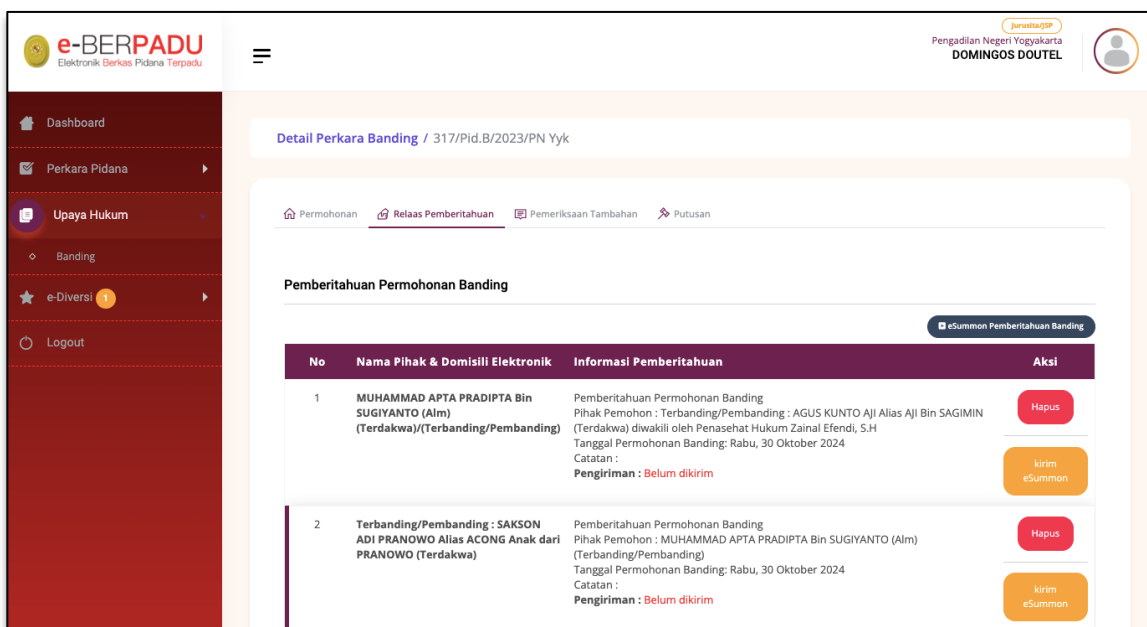 e-BERPADU
Elektronik Berkas Pidana Terpadu
Jurusita/JSP
Pengadilan Negeri Yogyakarta
DOMINGOS DOUTEL
Dashboard
Perkara Pidana
Upaya Hukum
Banding
e-Diversi 1
Logout
Detail Perkara Banding / 317/Pid.B/2023/PN Yyk
Permohonan Relaas Pemberitahuan Pemeriksaan Tambahan Putusan
Pemberitahuan Permohonan Banding
eSummon Pemberitahuan Banding
No Nama Pihak & Domisili Elektronik Informasi Pemberitahuan Aksi
1
MUHAMMAD APTA PRADIPTA Bin
SUGIYANTO (Alm)
(Terdakwa)/(Terbanding/Pembanding)
Pemberitahuan Permohonan Banding
Pihak Pemohon : Terbanding/Pembanding : AGUS KUNTO AJI Alias AJI Bin SAGIMIN
(Terdakwa) diwakili oleh Penasehat Hukum Zainal Efendi, S.H
Tanggal Permohonan Banding: Rabu, 30 Oktober 2024
Catatan :
Pengiriman : Belum dikirim
Hapus
kirim
eSummon
2
Terbanding/Pembanding : SAKSON
ADI PRANOWO Alias ACONG Anak dari
PRANOWO (Terdakwa)
Pemberitahuan Permohonan Banding
Pihak Pemohon : MUHAMMAD APTA PRADIPTA Bin SUGIYANTO (Alm)
(Terbanding/Pembanding)
Tanggal Permohonan Banding: Rabu, 30 Oktober 2024
Catatan :
Pengiriman : Belum dikirim
Hapus
kirim
eSummon